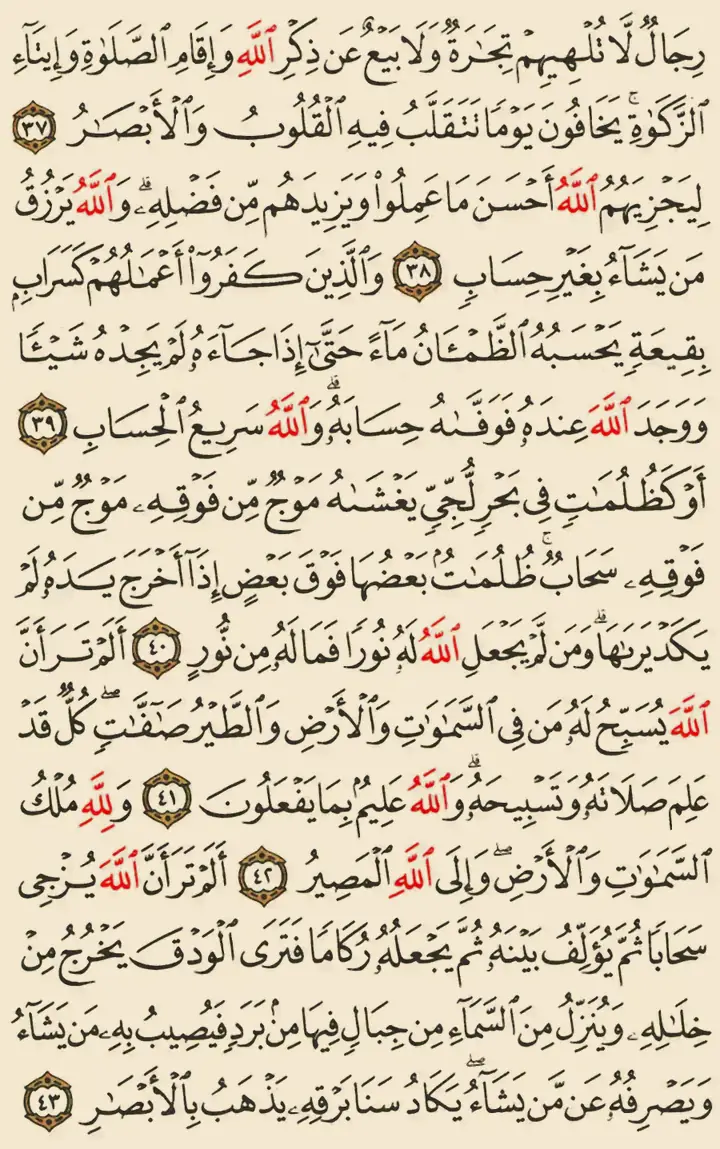 رِجَالٌ لَّا تُلْهِيهِمْ تِجَٰرَةٌ وَلَا بَيْعٌ عَن ذِكْرِ ٱللَّهِ وَإِقَامِ ٱلصَّلَوٰةِ وَإِيتَآءِ
ٱلزَّكَوٰةِ ۚ يَخَافُونَ يَوْمًا تَتَقَلَّبُ فِيهِ ٱلْقُلُوبُ وَٱلْأَبْصَٰرُ ٣٧
لِيَجْزِيَهُمُ ٱللَّهُ أَحْسَنَ مَا عَمِلُوا۟ وَيَزِيدَهُم مِّن فَضْلِهِۦ ۗ وَٱللَّهُ يَرْزُقُ
مَن يَشَآءُ بِغَيْرِ حِسَابٍ ٣٨ وَٱلَّذِينَ كَفَرُوٓا۟ أَعْمَٰلُهُمْ كَسَرَابٍۭ
بِقِيعَةٍ يَحْسَبُهُ ٱلظَّمْـَٔانُ مَآءً حَتَّىٰٓ إِذَا جَآءَهُۥ لَمْ يَجِدْهُ شَيْـًٔا
وَوَجَدَ ٱللَّهَ عِندَهُۥ فَوَفَّىٰهُ حِسَابَهُۥ ۗ وَٱللَّهُ سَرِيعُ ٱلْحِسَابِ ٣٩
أَوْ كَظُلُمَٰتٍ فِى بَحْرٍ لُّجِّىٍّ يَغْشَىٰهُ مَوْجٌ مِّن فَوْقِهِۦ مَوْجٌ مِّن
فَوْقِهِۦ سَحَابٌ ۚ ظُلُمَٰتٌۢ بَعْضُهَا فَوْقَ بَعْضٍ إِذَآ أَخْرَجَ يَدَهُۥ لَمْ
يَكَدْ يَرَىٰهَا ۗ وَمَن لَّمْ يَجْعَلِ ٱللَّهُ لَهُۥ نُورًا فَمَا لَهُۥ مِن نُّورٍ ٤٠ أَلَمْ تَرَ أَنَّ
ٱللَّهَ يُسَبِّحُ لَهُۥ مَن فِى ٱلسَّمَٰوَٰتِ وَٱلْأَرْضِ وَٱلطَّيْرُ صَٰٓفَّٰتٍ ۖ كُلٌّ قَدْ
عَلِمَ صَلَاتَهُۥ وَتَسْبِيحَهُۥ ۗ وَٱللَّهُ عَلِيمٌۢ بِمَا يَفْعَلُونَ ٤١ وَلِلَّهِ مُلْكُ
ٱلسَّمَٰوَٰتِ وَٱلْأَرْضِ ۖ وَإِلَى ٱللَّهِ ٱلْمَصِيرُ ٤٢ أَلَمْ تَرَ أَنَّ ٱللَّهَ يُزْجِى
سَحَابًا ثُمَّ يُؤَلِّفُ بَيْنَهُۥ ثُمَّ يَجْعَلُهُۥ رُكَامًا فَتَرَى ٱلْوَدْقَ يَخْرُجُ مِنْ
خِلَٰلِهِۦ وَيُنَزِّلُ مِنَ ٱلسَّمَآءِ مِن جِبَالٍ فِيهَا مِنۢ بَرَدٍ فَيُصِيبُ بِهِۦ مَن يَشَآءُ
وَيَصْرِفُهُۥ عَن مَّن يَشَآءُ ۖ يَكَادُ سَنَا بَرْقِهِۦ يَذْهَبُ بِٱلْأَبْصَٰرِ ٤٣